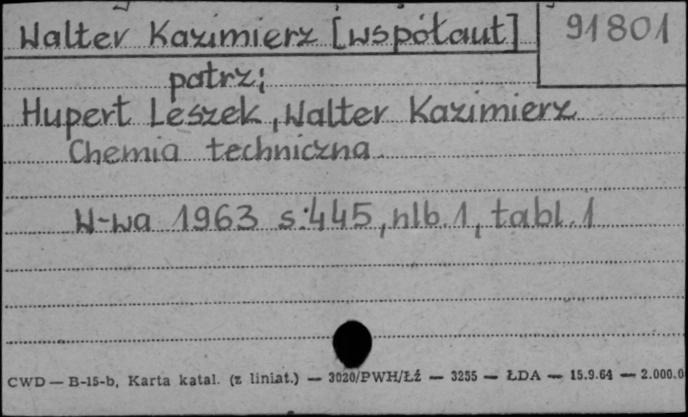 Walter Kazimierz [współaut] 91801
patrz;
Hupert Leszek, Walter Kazimierz
Chemia techniczna
W-wa 1963 s. 445, nlb. 1, tabl. 1
CWD — B-15-b, Karta katal. (z liniat.) — 3020/PWH/Łź — 3255 — ŁDA — 15.9.64 — 2.000.0